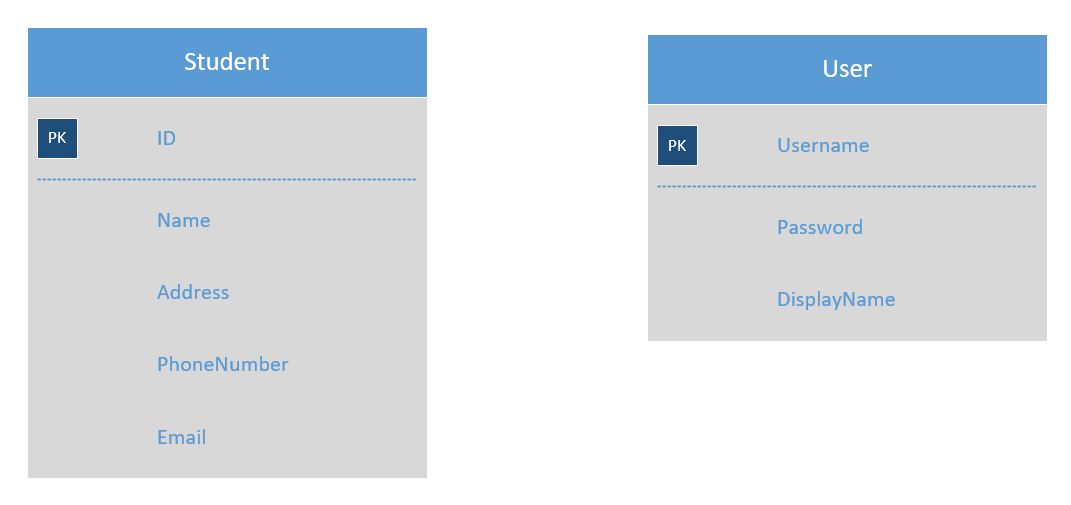 Student
PK ID
Name
Address
PhoneNumber
Email
User
PK Username
Password
DisplayName